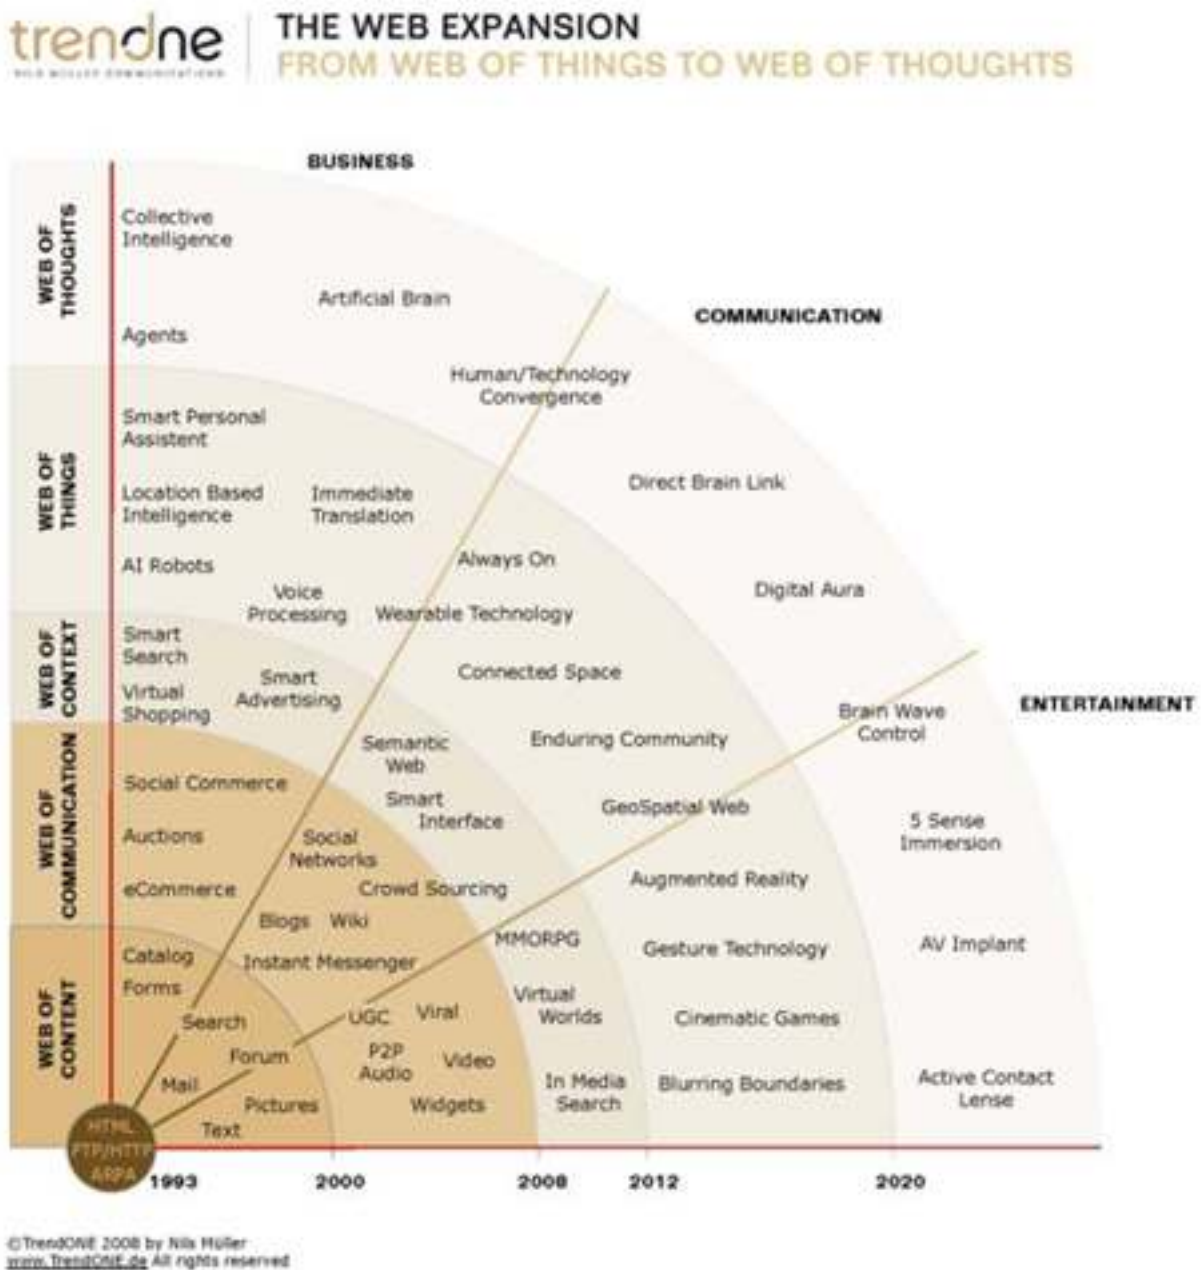 trendone
NILS MÜLLER COMMUNICATIONS
THE WEB EXPANSION
FROM WEB OF THINGS TO WEB OF THOUGHTS
BUSINESS
COMMUNICATION
ENTERTAINMENT
WEB OF
THOUGHTS
Collective
Intelligence
Artificial Brain
Agents
Human/Technology
Convergence
Direct Brain Link
Digital Aura
Brain Wave
Control
5 Sense
Immersion
AV Implant
Active Contact
Lense
WEB OF
THINGS
Smart Personal
Assistent
Location Based
Intelligence
Immediate
Translation
AI Robots
Voice
Processing
Always On
Wearable Technology
Connected Space
Enduring Community
GeoSpatial Web
Augmented Reality
Gesture Technology
Cinematic Games
Blurring Boundaries
WEB OF
CONTEXT
Smart
Search
Virtual
Shopping
Smart
Advertising
Semantic
Web
Smart
Interface
MMORPG
Virtual
Worlds
In Media
Search
WEB OF
COMMUNICATION
Social Commerce
Auctions
eCommerce
Social
Networks
Crowd Sourcing
Blogs
Wiki
Instant Messenger
UGC
Viral
P2P
Audio
Video
Widgets
WEB OF
CONTENT
Catalog
Forms
Search
Forum
Mail
Pictures
Text
HTML
FTP/HTTP
ARPA
1993
2000
2008
2012
2020
©TrendONE 2008 by Nils Müller
www.TrendONE.de All rights reserved